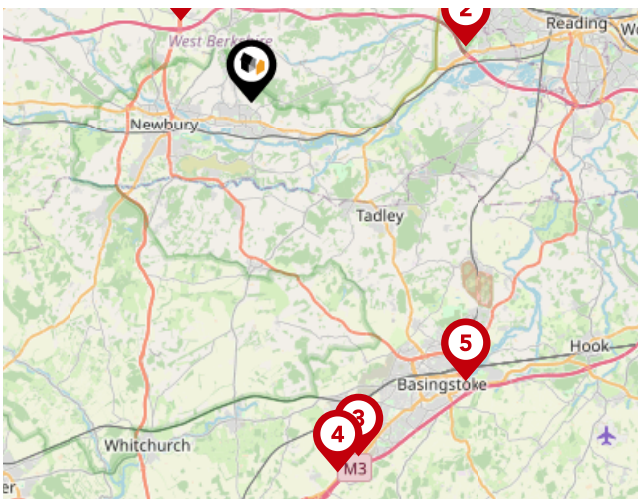 2
Reading
West Berkshire
Newbury
Tadley
5
Hook
Basingstoke
3
4
Whitchurch
M3